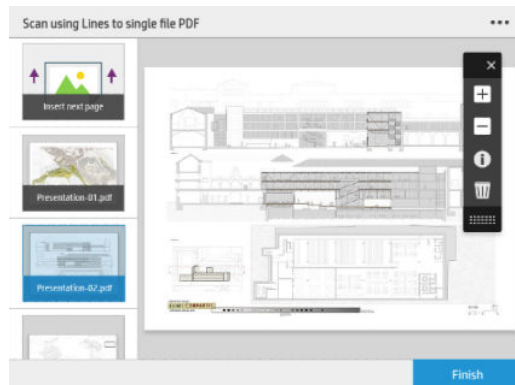 Scan using Lines to single file PDF
Insert next page
Presentation-01.pdf
Presentation-02.pdf
Finish